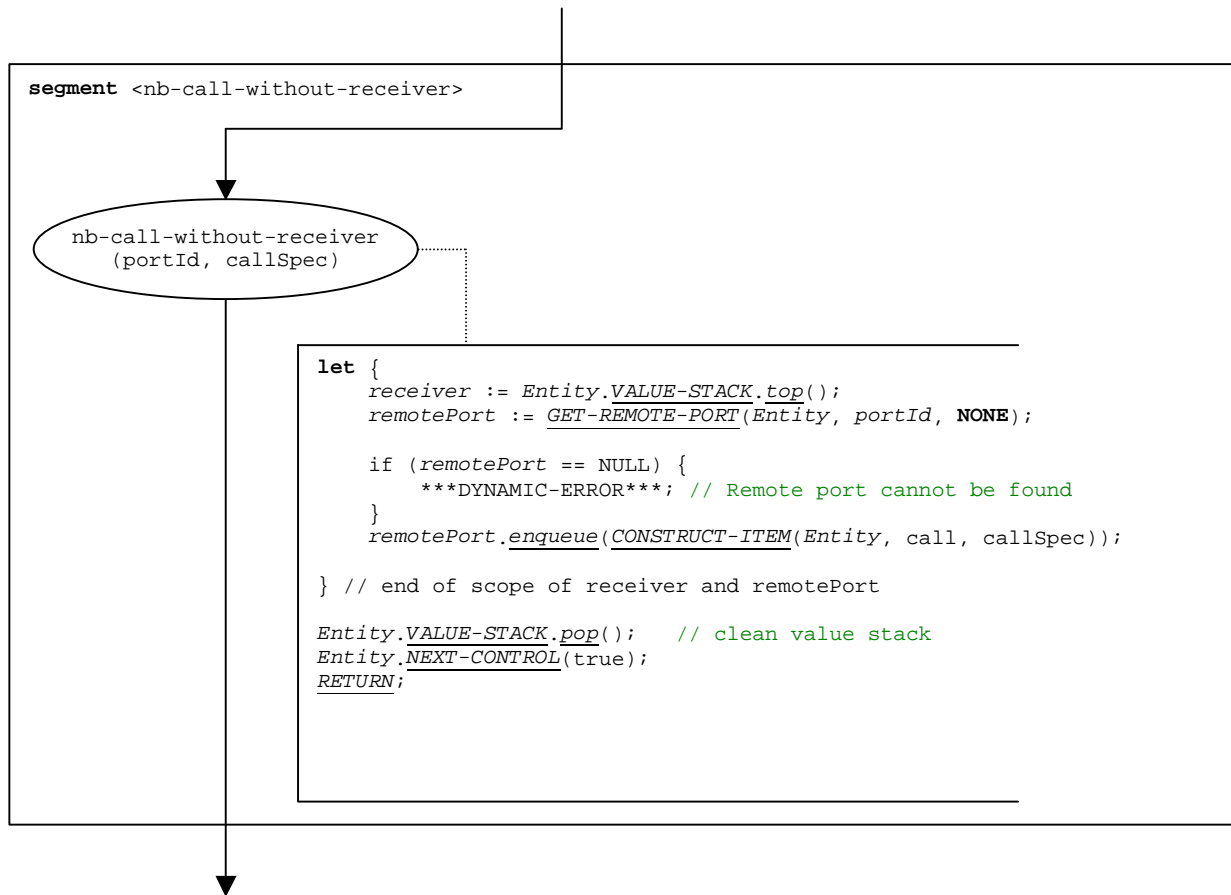 segment <nb-call-without-receiver>
nb-call-without-receiver
(portId, callSpec)
let {
receiver := Entity.VALUE-STACK.top();
remotePort := GET-REMOTE-PORT(Entity, portId, NONE);
if (remotePort == NULL) {
***DYNAMIC-ERROR***; // Remote port cannot be found
}
remotePort.enqueue(CONSTRUCT-ITEM(Entity, call, callSpec));
} // end of scope of receiver and remotePort
Entity.VALUE-STACK.pop(); // clean value stack
Entity.NEXT-CONTROL(true);
RETURN;